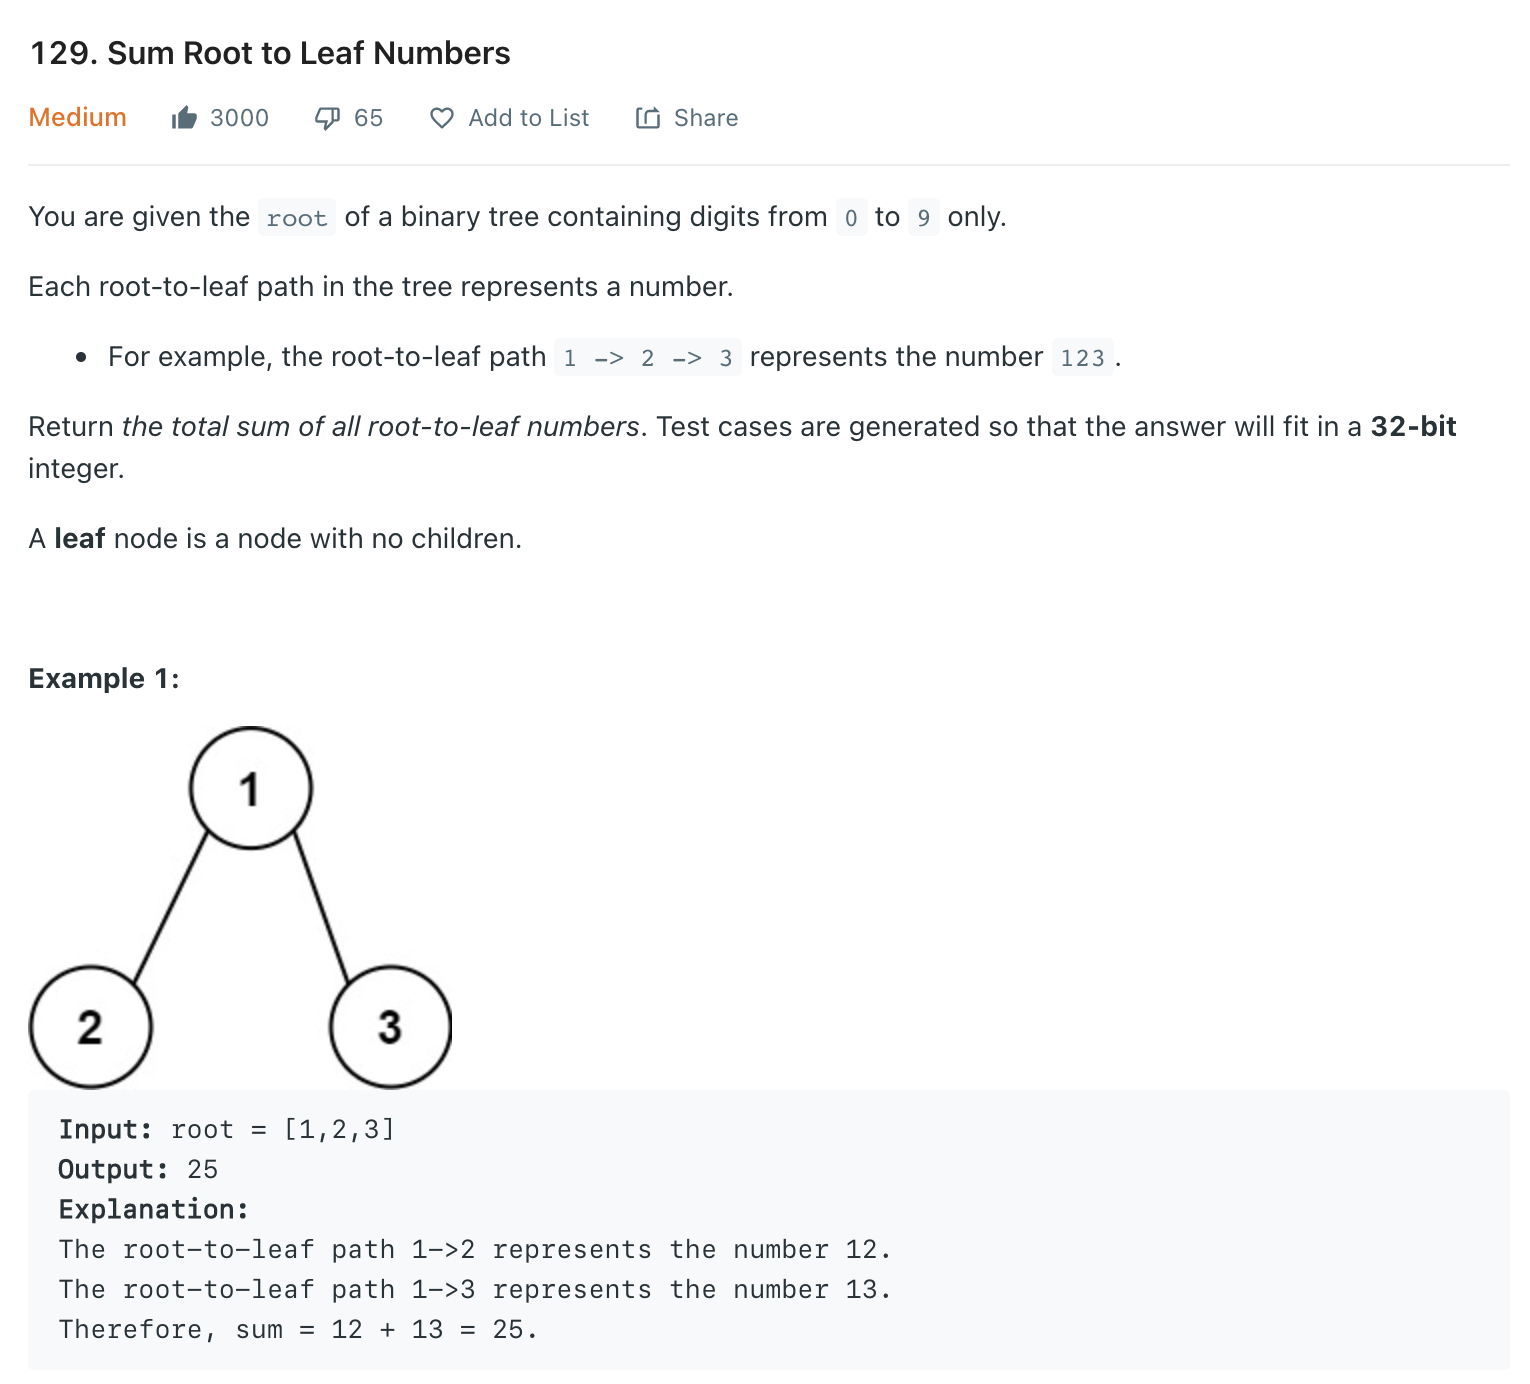 129. Sum Root to Leaf Numbers
Medium 3000 65 Add to List Share
You are given the root of a binary tree containing digits from 0 to 9 only.
Each root-to-leaf path in the tree represents a number.
• For example, the root-to-leaf path 1 -> 2 -> 3 represents the number 123.
Return the total sum of all root-to-leaf numbers. Test cases are generated so that the answer will fit in a 32-bit
integer.
A leaf node is a node with no children.
Example 1:
1
2 3
Input: root = [1,2,3]
Output: 25
Explanation:
The root-to-leaf path 1->2 represents the number 12.
The root-to-leaf path 1->3 represents the number 13.
Therefore, sum = 12 + 13 = 25.